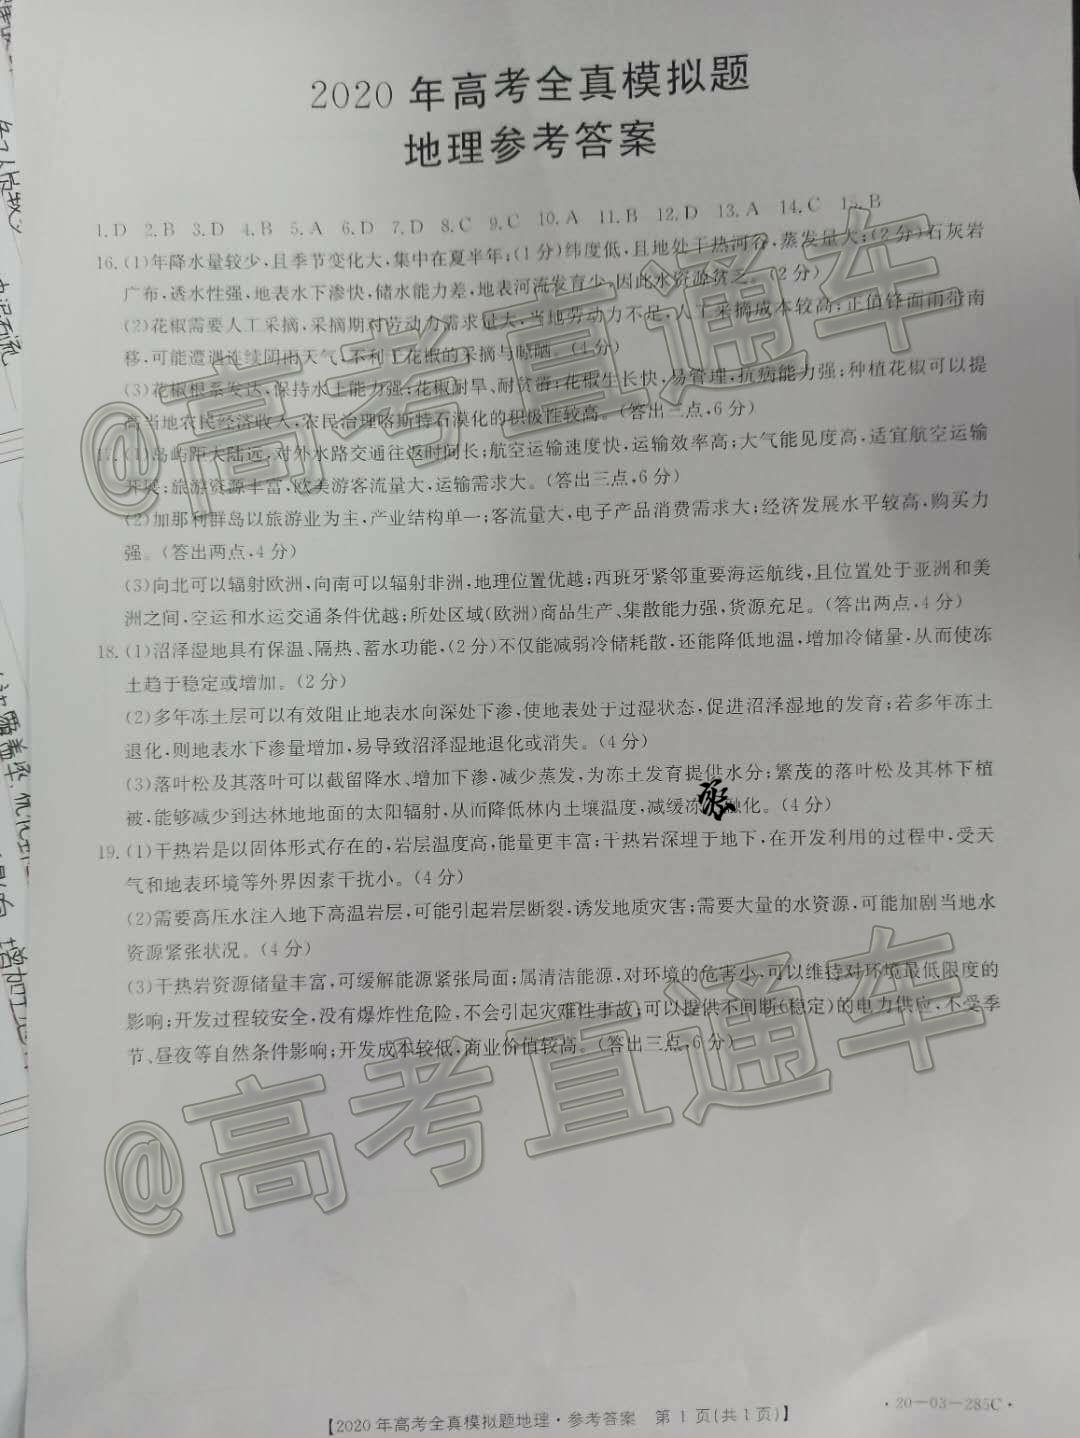 2020年高考全真模拟题
地理参考答案
1.D 2.B 3.D 4.B 5.A 6.D 7.D 8.C 9.C 10.A 11.B 12.D 13.A 14.C 15.B
16.(1)年降水量较少,且季节变化大,集中在夏半年;(1分)纬度低,且地处干热河谷,蒸发量大;(2分)石灰岩
广布,透水性强,地表水下渗快,储水能力差,地表河流发育少,因此水资源贫乏。(2分)
(2)花椒需要人工采摘,采摘期对劳动力需求量大,当地劳动力不足,人工采摘成本较高;正值锋面雨带南
移,可能遭遇连续阴雨天气,不利于花椒的采摘与晾晒。(4分)
(3)花椒根系发达,保持水土能力强;花椒耐旱、耐贫瘠;花椒生长快,易管理,抗病能力强;种植花椒可以提
高当地农民经济收入,农民治理喀斯特石漠化的积极性较高。(答出三点,6分)
17.(1)岛屿距大陆远,对外水路交通往返时间长;航空运输速度快,运输效率高;大气能见度高,适宜航空运输
开展;旅游资源丰富,欧美游客流量大,运输需求大。(答出三点,6分)
(2)加那利群岛以旅游业为主,产业结构单一;客流量大,电子产品消费需求大;经济发展水平较高,购买力
强。(答出两点,4分)
(3)向北可以辐射欧洲,向南可以辐射非洲,地理位置优越;西班牙紧邻重要海运航线,且位置处于亚洲和美
洲之间,空运和水运交通条件优越;所处区域(欧洲)商品生产、集散能力强,货源充足。(答出两点,4分)
18.(1)沼泽湿地具有保温、隔热、蓄水功能,(2分)不仅能减弱冷储耗散,还能降低地温,增加冷储量,从而使冻
土趋于稳定或增加。(2分)
(2)多年冻土层可以有效阻止地表水向深处下渗,使地表处于过湿状态,促进沼泽湿地的发育;若多年冻土
退化,则地表水下渗量增加,易导致沼泽湿地退化或消失。(4分)
(3)落叶松及其落叶可以截留降水、增加下渗,减少蒸发,为冻土发育提供水分;繁茂的落叶松及其林下植
被,能够减少到达林地地面的太阳辐射,从而降低林内土壤温度,减缓冻融化。(4分)
19.(1)干热岩是以固体形式存在的,岩层温度高,能量更丰富;干热岩深埋于地下,在开发利用的过程中,受天
气和地表环境等外界因素干扰小。(4分)
(2)需要高压水注入地下高温岩层,可能引起岩层断裂,诱发地质灾害;需要大量的水资源,可能加剧当地水
资源紧张状况。(4分)
(3)干热岩资源储量丰富,可缓解能源紧张局面;属清洁能源,对环境的危害小,可以维持对环境最低限度的
影响;开发过程较安全,没有爆炸性危险,不会引起灾难性事故;可以提供不间断(稳定)的电力供应,不受季
节、昼夜等自然条件影响;开发成本较低,商业价值较高。(答出三点,6分)
@高考直通车
@高考直通车
【2020年高考全真模拟题地理·参考答案 第1页(共1页)】
·20-03-285C·